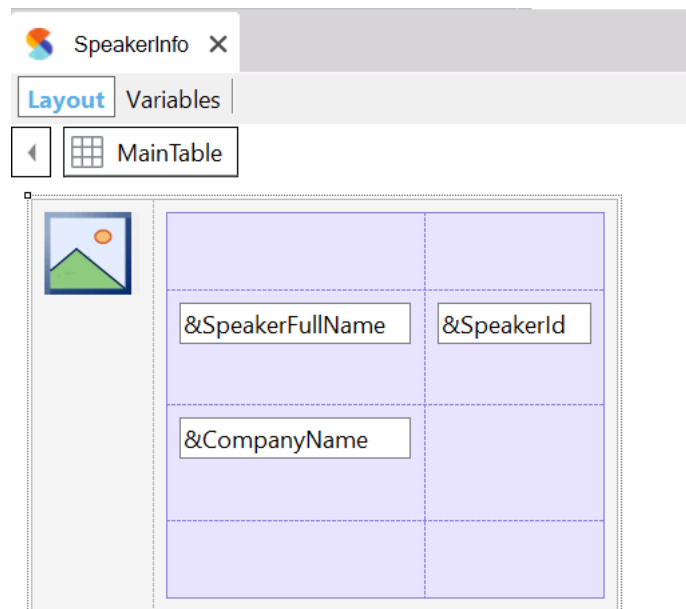 SpeakerInfo
Layout Variables
MainTable
&SpeakerFullName &SpeakerId
&CompanyName